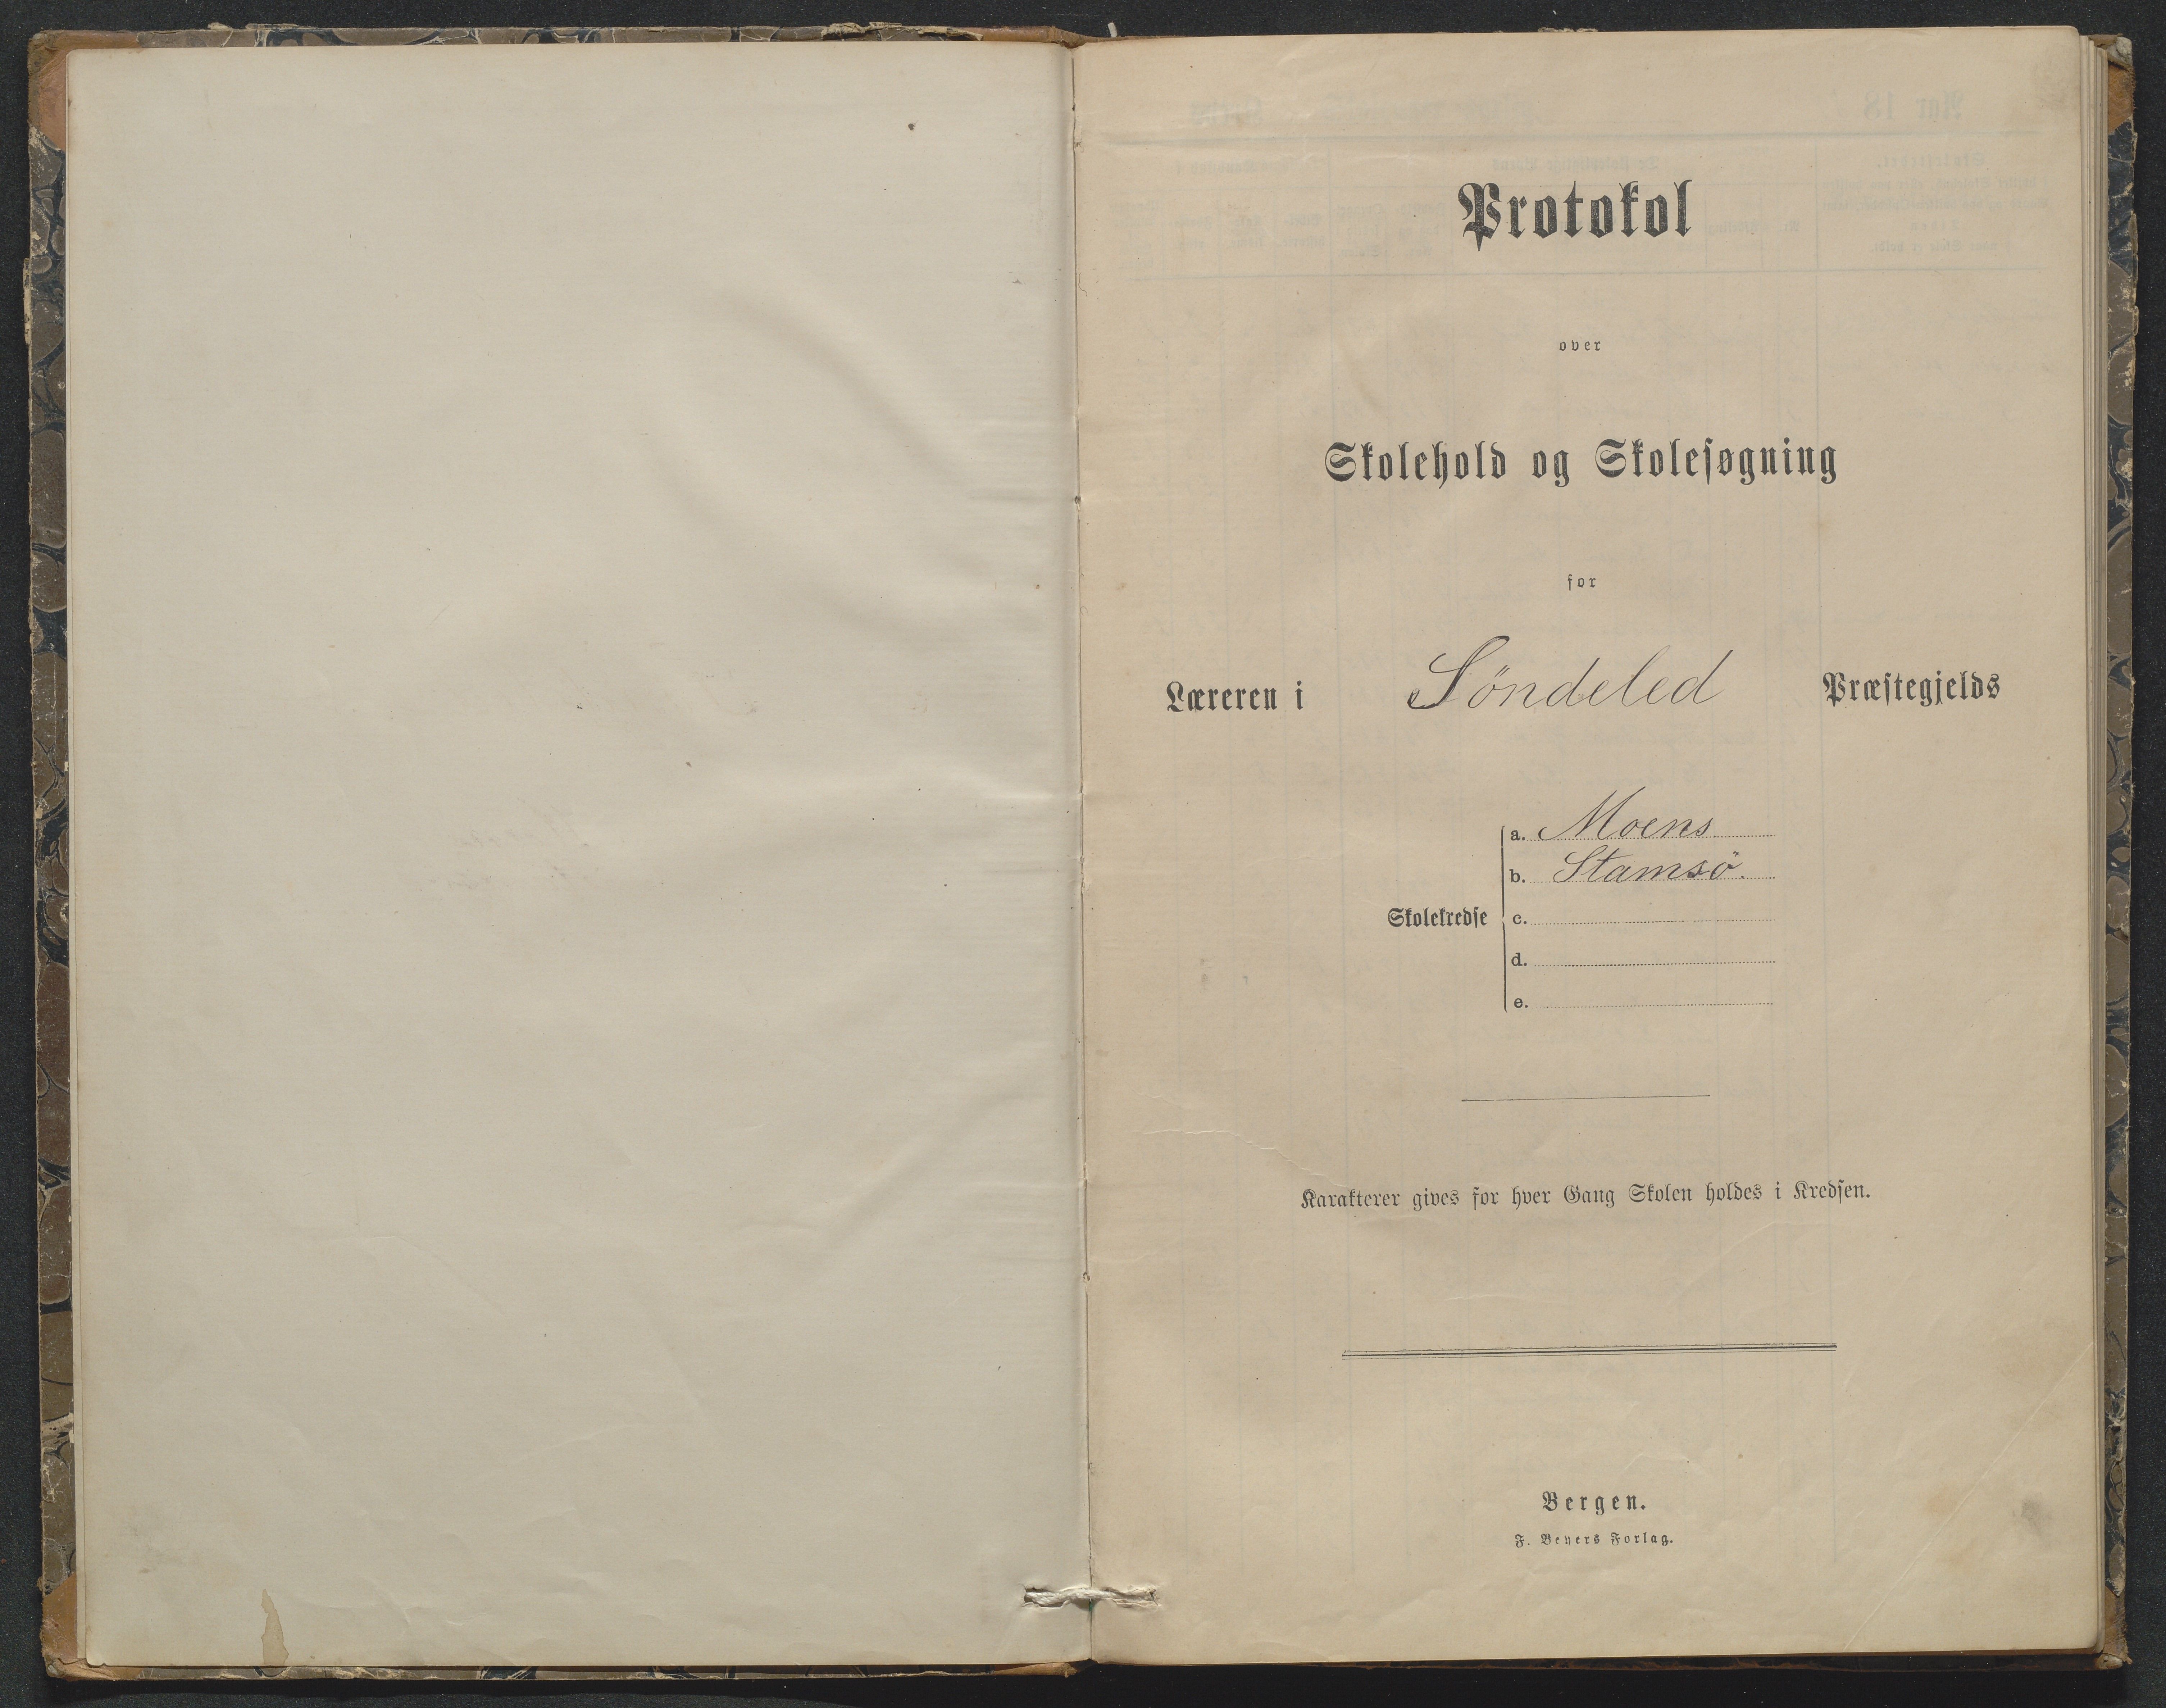 Protokol
over
Skolehold og Skolesøgning
for
Læreren i Söndeled Præstegjelds
Skolekredse
a. Moens
b. Stamsö.
c.
d.
e.
Karakterer gives for hver Gang Skolen holdes i Kredsen.
Bergen.
F. Beyers Forlag.